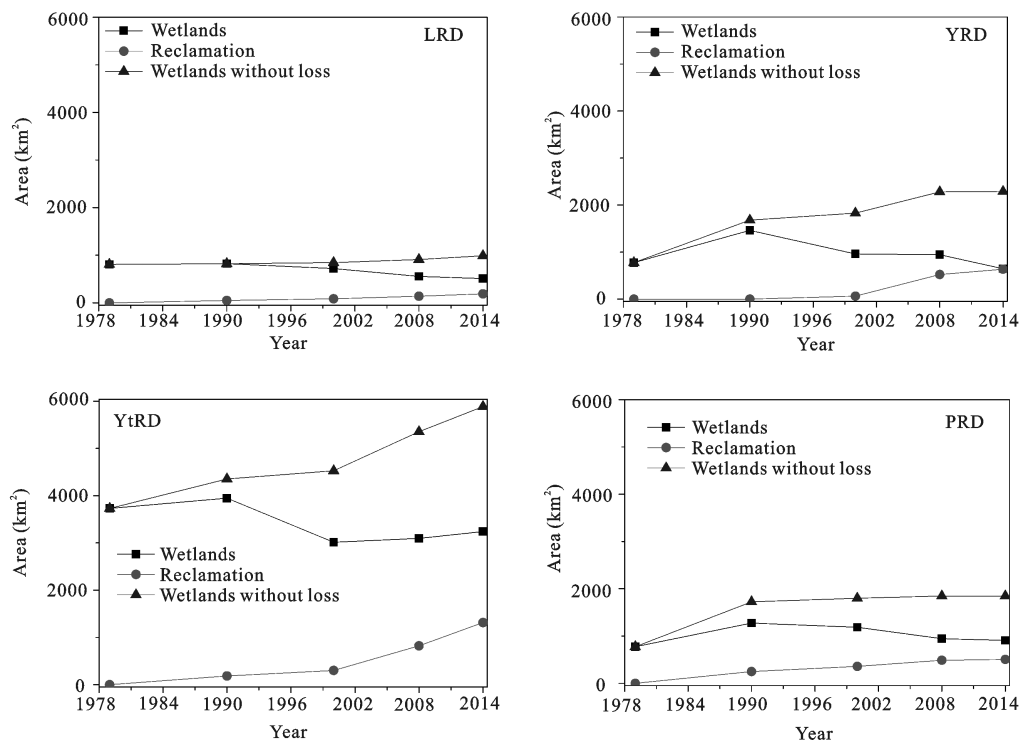 6000
Wetlands
Reclamation
Wetlands without loss
LRD
4000
2000
0
Area (km²)
1978 1984 1990 1996 2002 2008 2014
Year
6000
Wetlands
Reclamation
Wetlands without loss
YRD
4000
2000
0
Area (km²)
1978 1984 1990 1996 2002 2008 2014
Year
6000
YtRD
4000
Wetlands
Reclamation
Wetlands without loss
2000
0
Area (km²)
1978 1984 1990 1996 2002 2008 2014
Year
6000
Wetlands
Reclamation
Wetlands without loss
PRD
4000
2000
0
Area (km²)
1978 1984 1990 1996 2002 2008 2014
Year